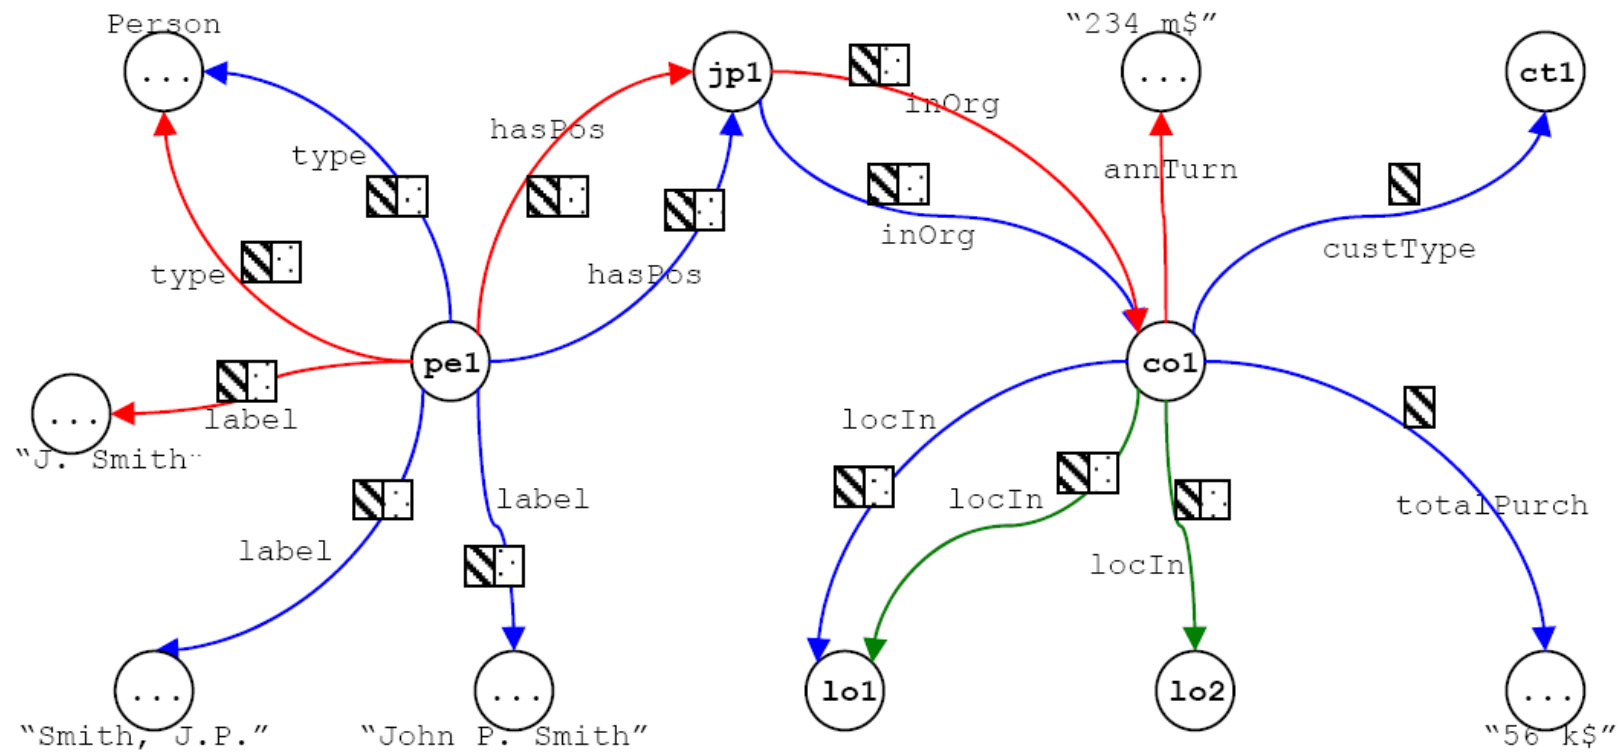 Person
“234 m$”
...
jp1
...
ct1
inOrg
hasPos
type
annTurn
inOrg
custType
type
hasPos
pe1
co1
...
label
locIn
“J. Smith”
label
locIn
totalPurch
label
locIn
...
...
lo1
lo2
...
“Smith, J.P.”
“John P. Smith”
“56 k$”